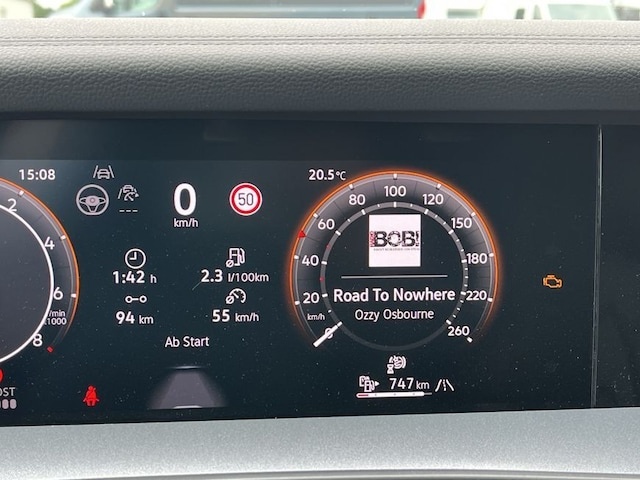 15:08
0
km/h
50
20.5°C
2
4
6
8
/min
x1000
1:42 h
2.3 l/100km
94 km
55 km/h
Ab Start
0
20
40
60
80
100
120
150
180
220
260
km/h
BOB!
Road To Nowhere
Ozzy Osbourne
747 km